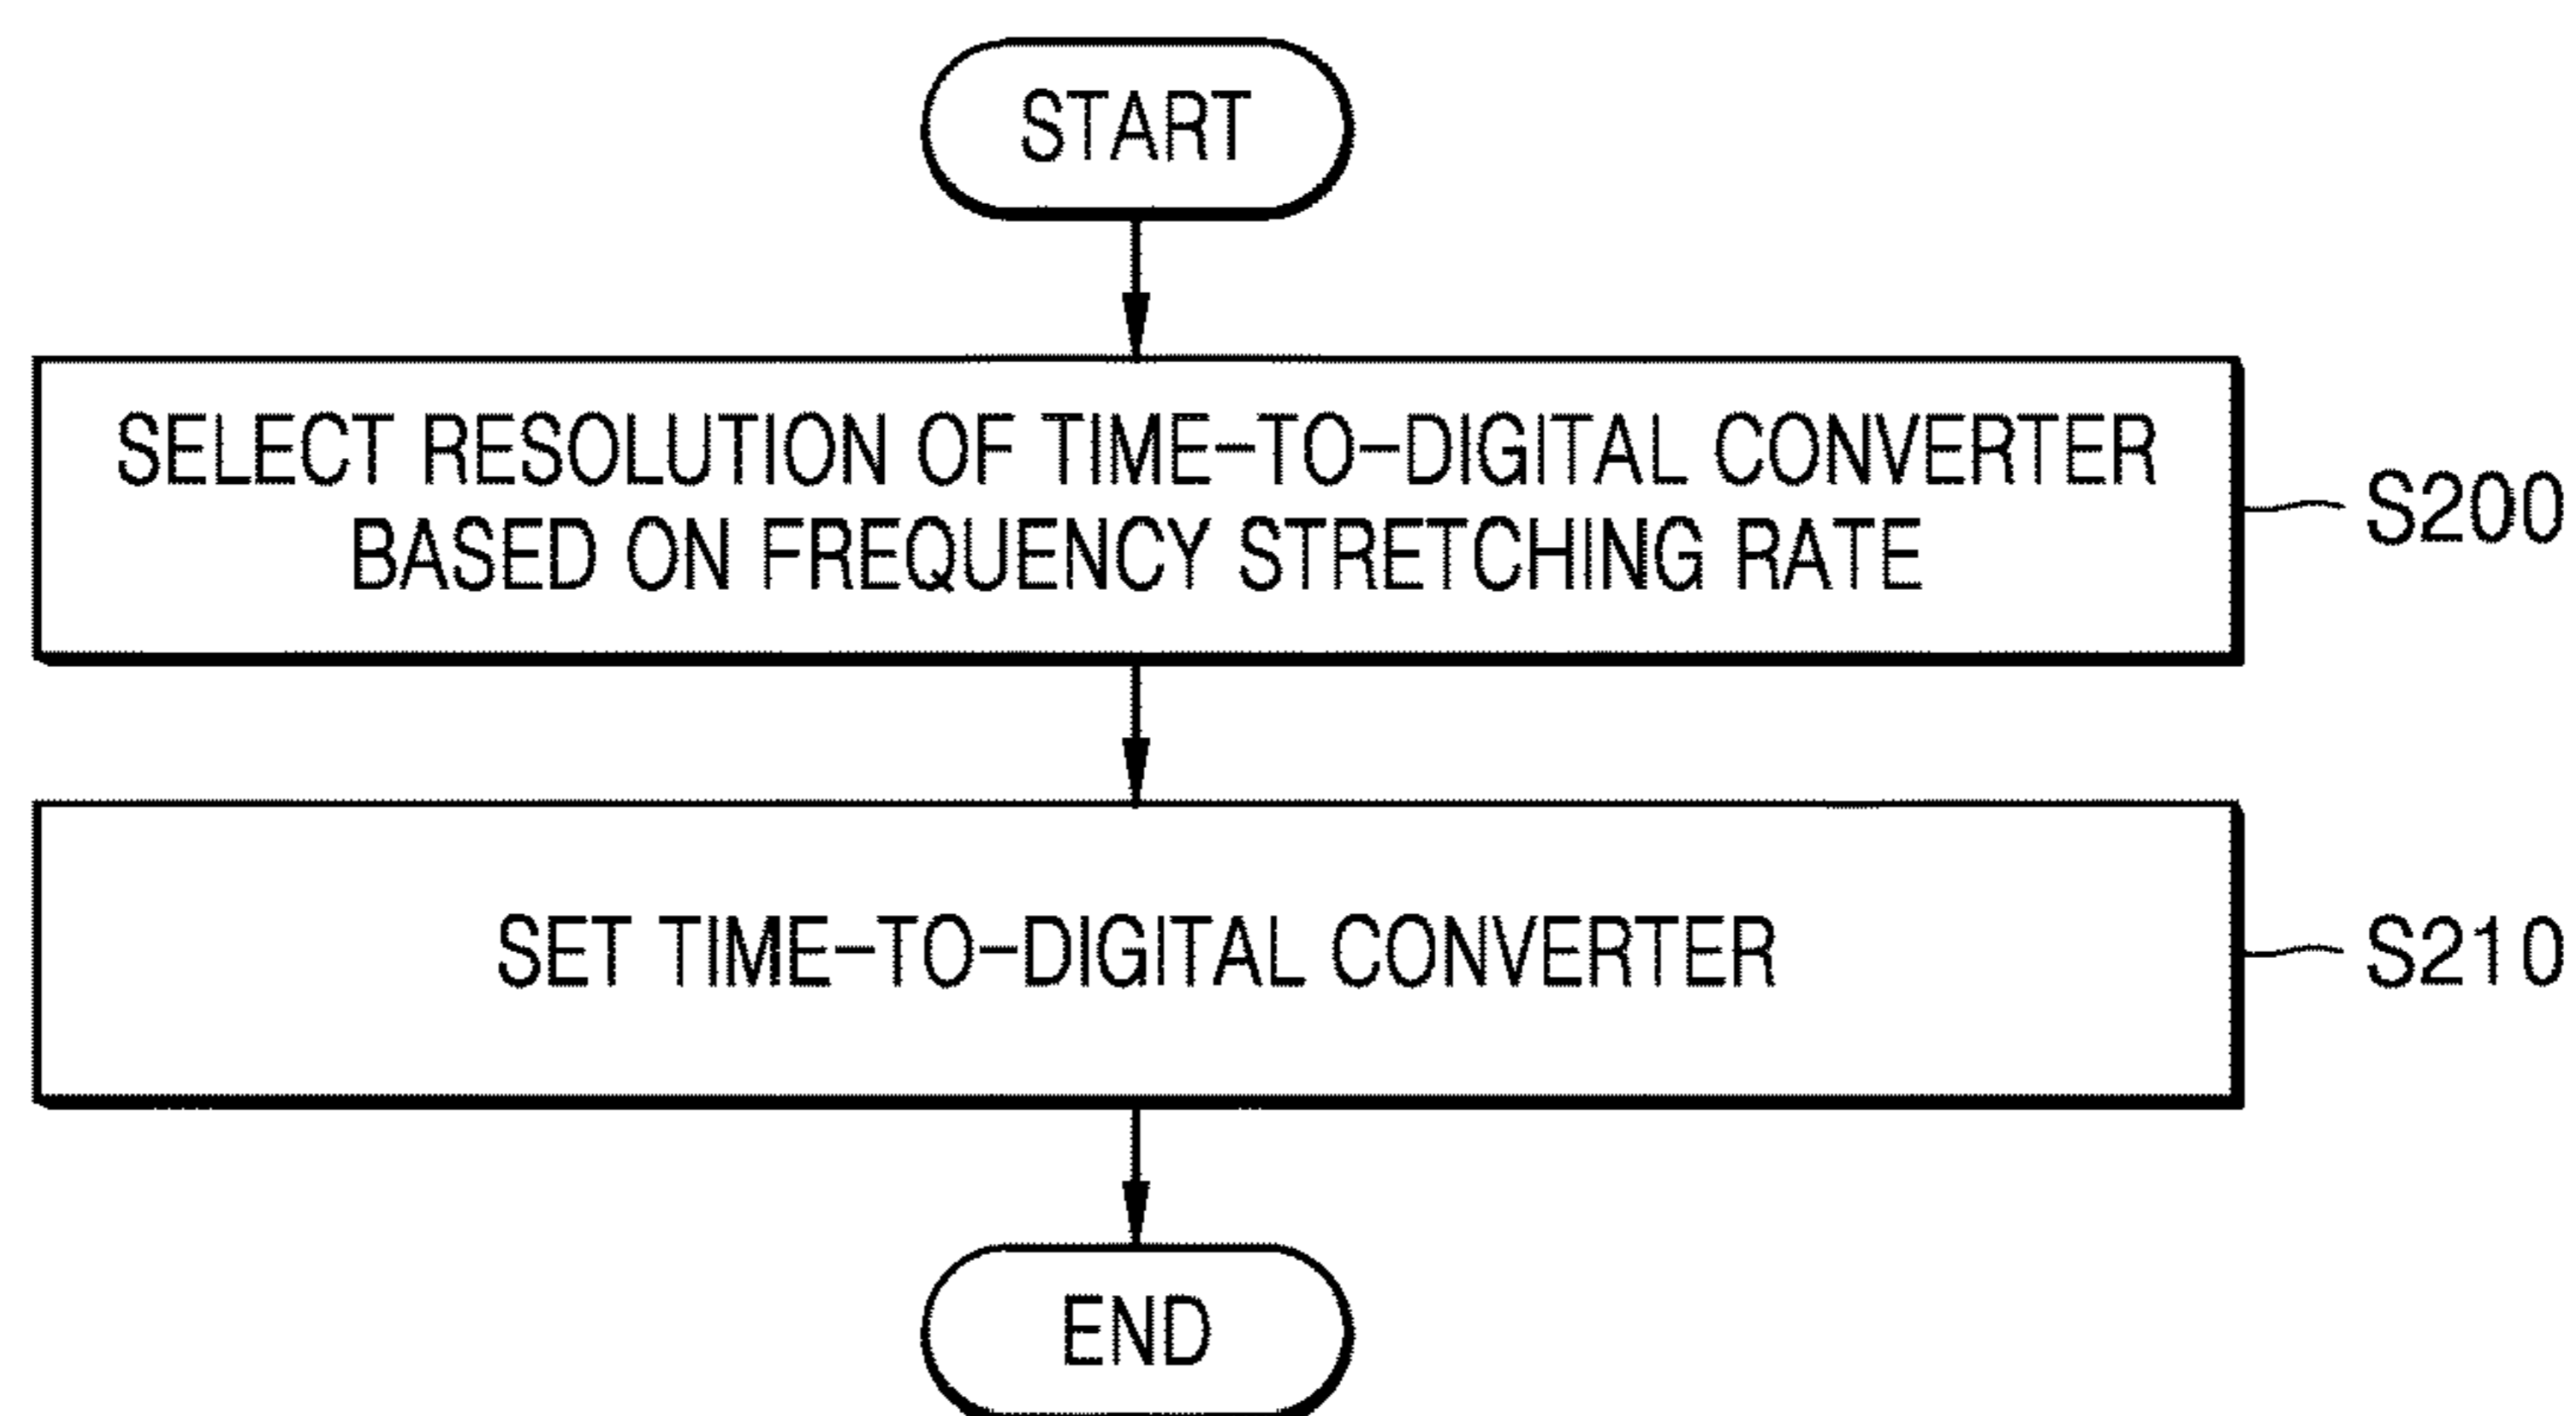 START
SELECT RESOLUTION OF TIME-TO-DIGITAL CONVERTER
BASED ON FREQUENCY STRETCHING RATE
S200
SET TIME-TO-DIGITAL CONVERTER
S210
END